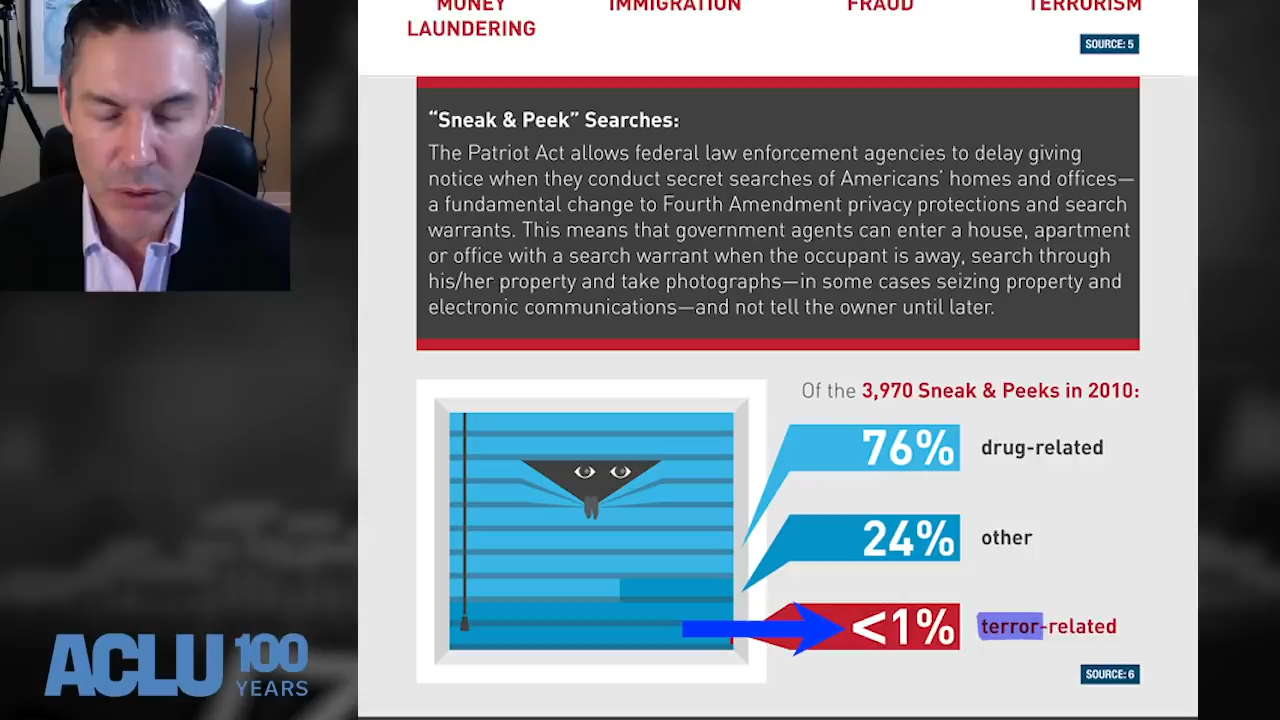 MONEY
LAUNDERING
IMMIGRATION
FRAUD
TERRORISM
SOURCE: 5
“Sneak & Peek” Searches:
The Patriot Act allows federal law enforcement agencies to delay giving
notice when they conduct secret searches of Americans’ homes and offices—
a fundamental change to Fourth Amendment privacy protections and search
warrants. This means that government agents can enter a house, apartment
or office with a search warrant when the occupant is away, search through
his/her property and take photographs—in some cases seizing property and
electronic communications—and not tell the owner until later.
Of the 3,970 Sneak & Peeks in 2010:
76% drug-related
24% other
<1% terror-related
SOURCE: 6
ACLU 100
YEARS